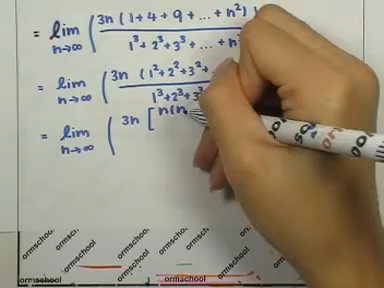 = lim n→∞ ( 3n (1+4+9+...+n²) / 1³+2³+3³+...+n
= lim n→∞ ( 3n (1²+2²+3²+ / 1³+2³+3³
= lim n→∞ ( 3n [ n(n
ormschool ormschool ormschool ormschool ormschool
ormschool ormschool ormschool